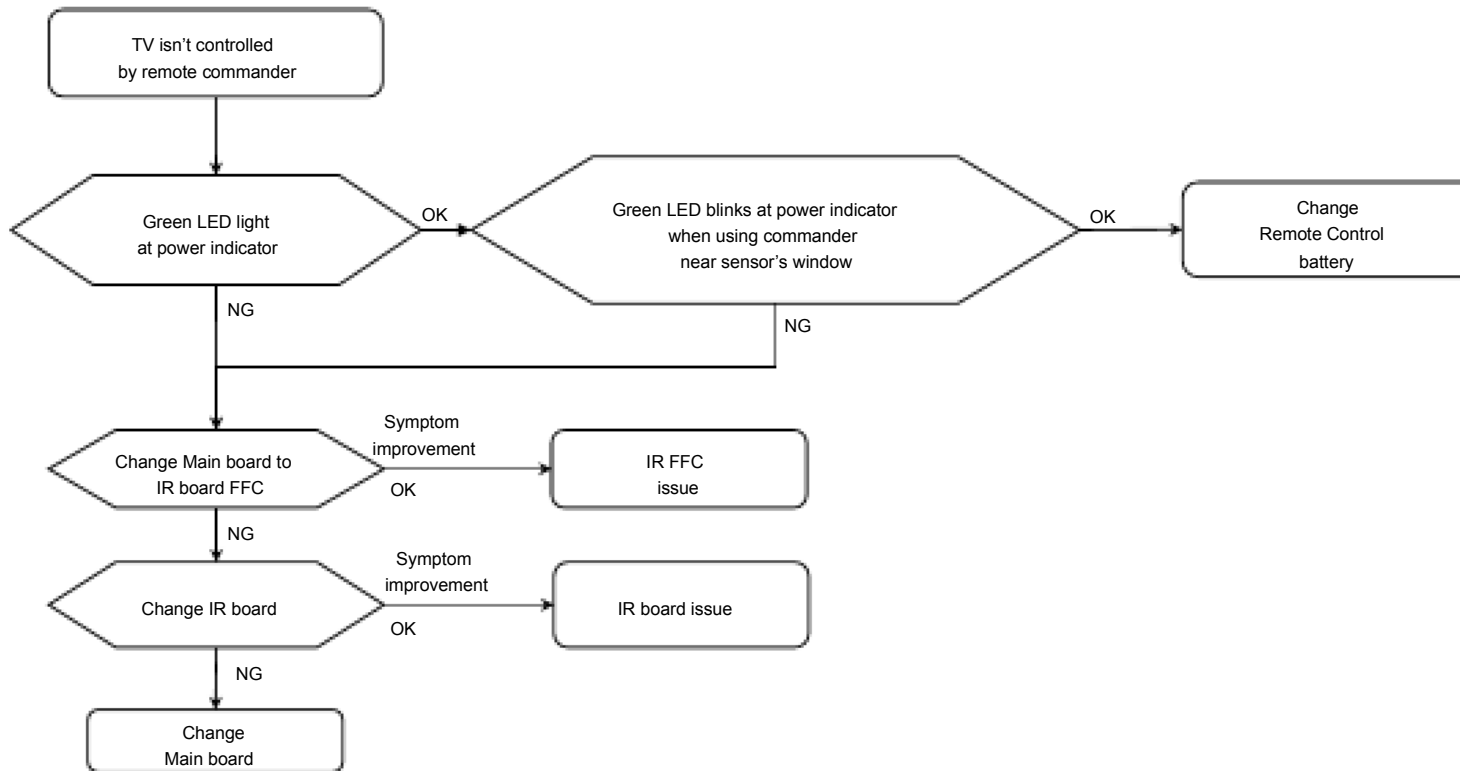 TV isn't controlled
by remote commander
Green LED light
at power indicator
OK
Green LED blinks at power indicator
when using commander
near sensor's window
OK
Change
Remote Control
battery
NG
NG
Change Main board to
IR board FFC
Symptom
improvement
OK
IR FFC
issue
NG
Change IR board
Symptom
improvement
OK
IR board issue
NG
Change
Main board